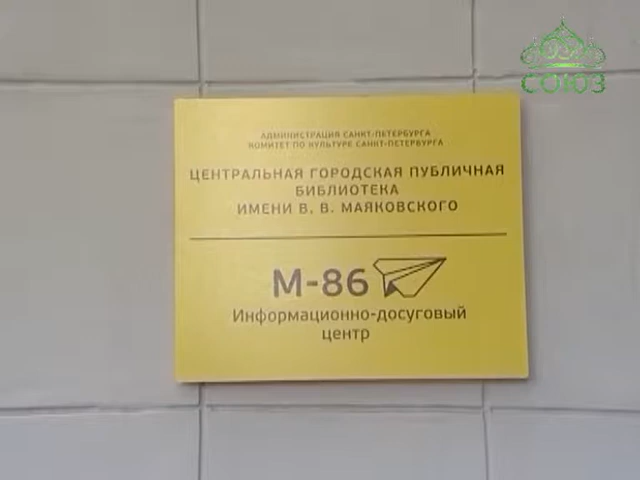 СОЮЗ
АДМИНИСТРАЦИЯ САНКТ-ПЕТЕРБУРГА
КОМИТЕТ ПО КУЛЬТУРЕ САНКТ-ПЕТЕРБУРГА
ЦЕНТРАЛЬНАЯ ГОРОДСКАЯ ПУБЛИЧНАЯ
БИБЛИОТЕКА
ИМЕНИ В. В. МАЯКОВСКОГО
М-86
Информационно-досуговый
центр